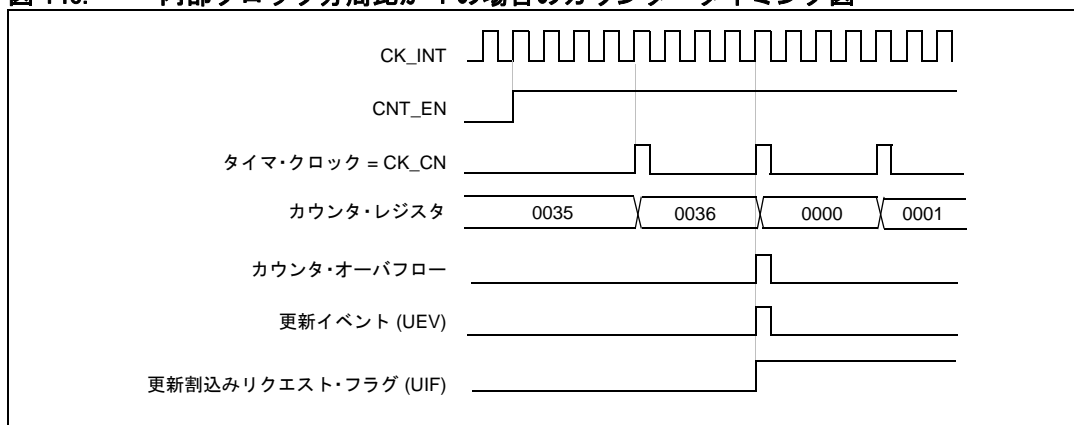 CK_INT
CNT_EN
タイマ・クロック = CK_CN
カウンタ・レジスタ 0035 0036 0000 0001
カウンタ・オーバフロー
更新イベント (UEV)
更新割込みリクエスト・フラグ (UIF)